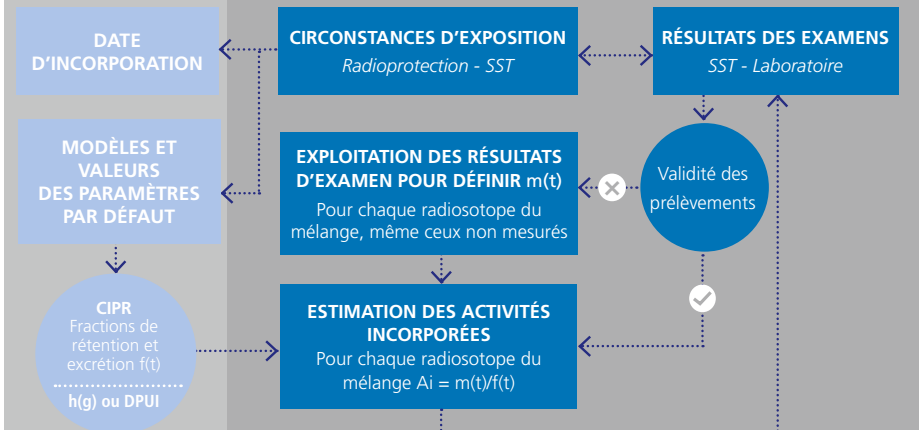 DATE
D'INCORPORATION
CIRCONSTANCES D'EXPOSITION
Radioprotection - SST
RÉSULTATS DES EXAMENS
SST - Laboratoire
MODÈLES ET
VALEURS
DES PARAMÈTRES
PAR DÉFAUT
EXPLOITATION DES RÉSULTATS
D'EXAMEN POUR DÉFINIR m(t)
Pour chaque radiosotope du
mélange, même ceux non mesurés
Validité des
prélèvements
CIPR
Fractions de
rétention et
excrétion f(t)
h(g) ou DPUI
ESTIMATION DES ACTIVITÉS
INCORPORÉES
Pour chaque radiosotope du
mélange Ai = m(t)/f(t)